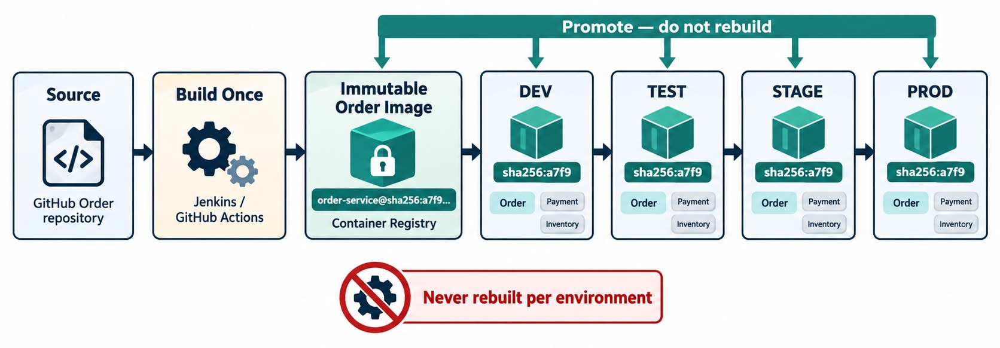 Promote — do not rebuild
Source
</>
GitHub Order
repository
Build Once
Jenkins /
GitHub Actions
Immutable
Order Image
order-service@sha256:a7f9...
Container Registry
DEV
sha256:a7f9
Order
Payment
Inventory
TEST
sha256:a7f9
Order
Payment
Inventory
STAGE
sha256:a7f9
Order
Payment
Inventory
PROD
sha256:a7f9
Order
Payment
Inventory
Never rebuilt per environment